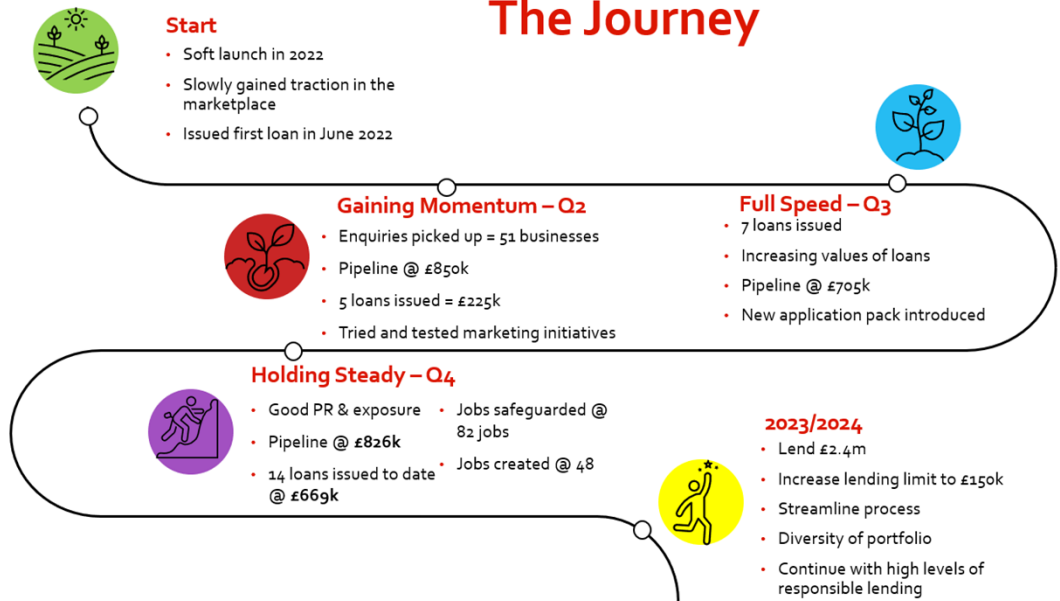 The Journey
Start
• Soft launch in 2022
• Slowly gained traction in the
marketplace
• Issued first loan in June 2022
Gaining Momentum – Q2
• Enquiries picked up = 51 businesses
• Pipeline @ £850k
• 5 loans issued = £225k
• Tried and tested marketing initiatives
Full Speed – Q3
• 7 loans issued
• Increasing values of loans
• Pipeline @ £705k
• New application pack introduced
Holding Steady – Q4
• Good PR & exposure
• Pipeline @ £826k
• 14 loans issued to date
@ £669k
• Jobs safeguarded @
82 jobs
• Jobs created @ 48
2023/2024
• Lend £2.4m
• Increase lending limit to £150k
• Streamline process
• Diversity of portfolio
• Continue with high levels of
responsible lending